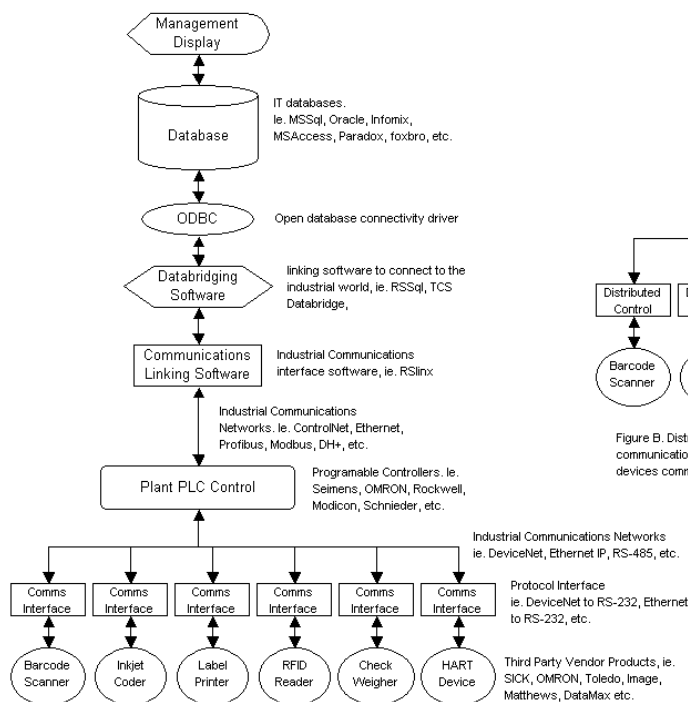 Management
Display
Database
IT databases.
Ie. MSSql, Oracle, Infomix,
MSAccess, Paradox, foxbro, etc.
ODBC
Open database connectivity driver
Databridging
Software
linking software to connect to the
industrial world, ie. RSSql, TCS
Databridge,
Communications
Linking Software
Industrial Communications
interface software, ie. RSlinx
Industrial Communications
Networks. Ie. ControlNet, Ethernet,
Profibus, Modbus, DH+, etc.
Plant PLC Control
Programable Controllers. Ie.
Seimens, OMRON, Rockwell,
Modicon, Schnieder, etc.
Industrial Communications Networks
ie. DeviceNet, Ethernet IP, RS-485, etc.
Comms
Interface
Comms
Interface
Comms
Interface
Comms
Interface
Comms
Interface
Comms
Interface
Protocol Interface
ie. DeviceNet to RS-232, Ethernet
to RS-232, etc.
Barcode
Scanner
Inkjet
Coder
Label
Printer
RFID
Reader
Check
Weigher
HART
Device
Third Party Vendor Products, ie.
SICK, OMRON, Toledo, Image,
Matthews, DataMax etc.
Distributed
Control
Barcode
Scanner
Figure B. Dist
communication
devices comm